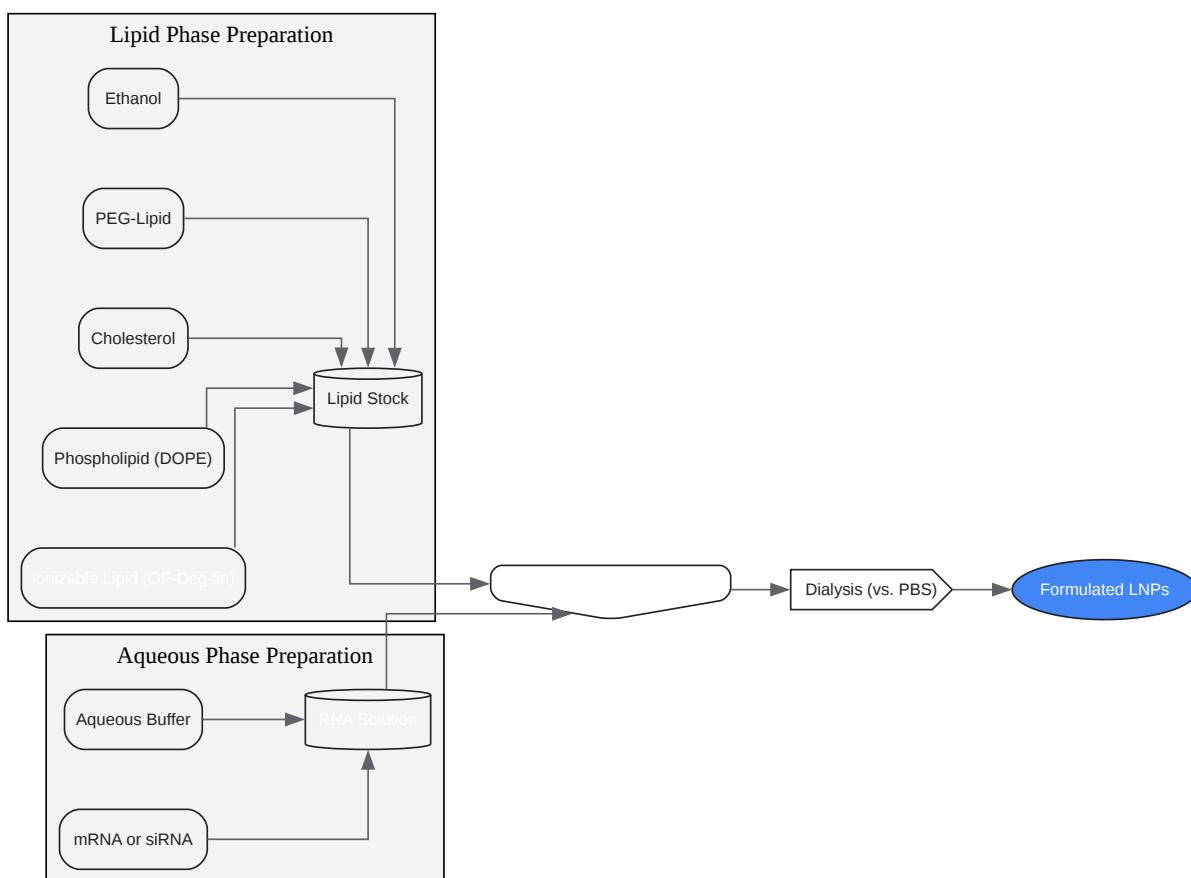 Lipid Phase Preparation
Ethanol
PEG-Lipid
Cholesterol
Lipid Stock
Phospholipid (DOPE)
Ionizable Lipid (OF-Deg-lin)
Dialysis (vs. PBS)
Formulated LNPs
Aqueous Phase Preparation
Aqueous Buffer
RNA Solution
mRNA or siRNA